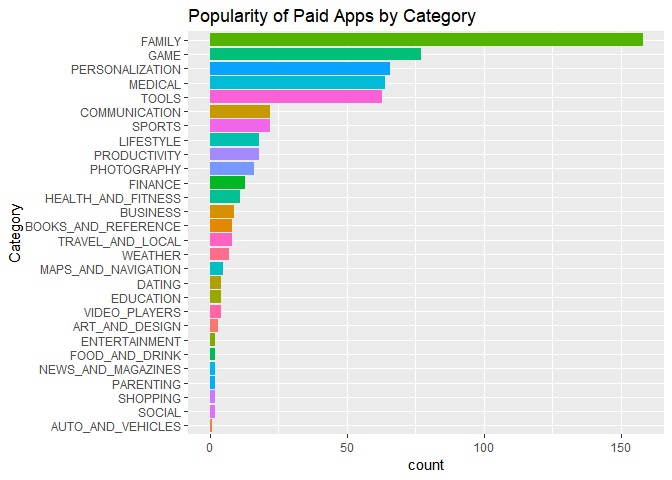 Popularity of Paid Apps by Category
FAMILY
GAME
PERSONALIZATION
MEDICAL
TOOLS
COMMUNICATION
SPORTS
LIFESTYLE
PRODUCTIVITY
PHOTOGRAPHY
FINANCE
HEALTH_AND_FITNESS
BUSINESS
BOOKS_AND_REFERENCE
TRAVEL_AND_LOCAL
WEATHER
MAPS_AND_NAVIGATION
DATING
EDUCATION
VIDEO_PLAYERS
ART_AND_DESIGN
ENTERTAINMENT
FOOD_AND_DRINK
NEWS_AND_MAGAZINES
PARENTING
SHOPPING
SOCIAL
AUTO_AND_VEHICLES
Category
0 50 100 150
count